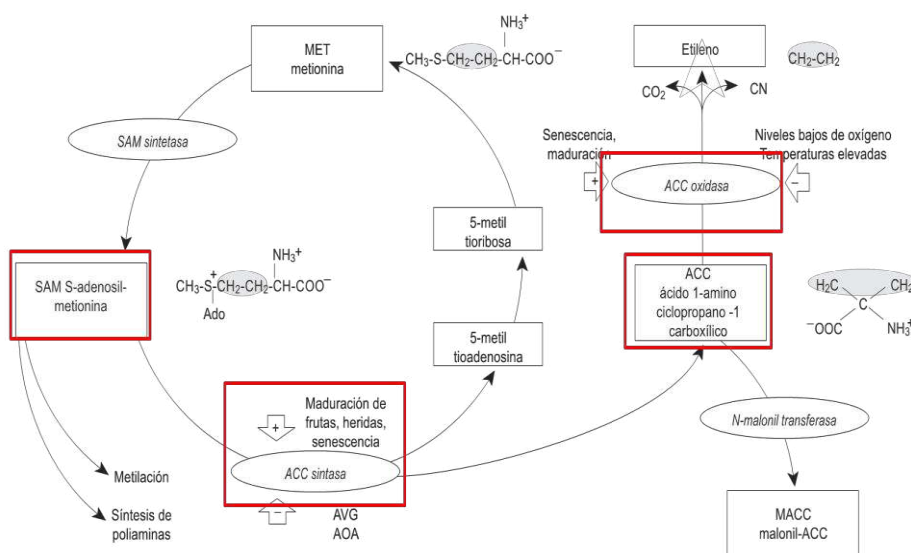 MET
metionina
NH₃⁺
CH₃-S-CH₂-CH₂-CH-COO⁻
Etileno
CH₂-CH₂
CO₂
CN
SAM sintetasa
Senescencia,
maduración
+
ACC oxidasa
Niveles bajos de oxígeno
Temperaturas elevadas
−
5-metil
tioribosa
SAM S-adenosil-
metionina
NH₃⁺
CH₃-S⁺-CH₂-CH₂-CH-COO⁻
Ado
ACC
ácido 1-amino
ciclopropano -1
carboxílico
H₂C
CH₂
C
⁻OOC
NH₃⁺
5-metil
tioadenosina
Maduración de
frutas, heridas,
senescencia
+
ACC sintasa
−
AVG
AOA
N-malonil transferasa
Metilación
Síntesis de
poliaminas
MACC
malonil-ACC